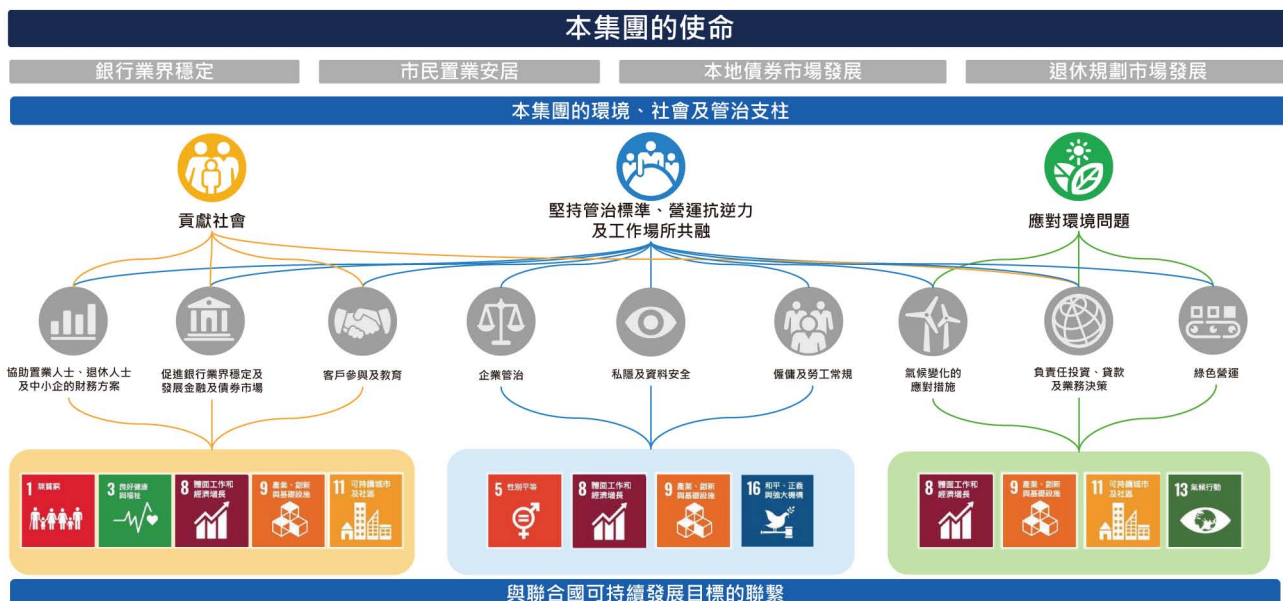 本集團的使命
銀行業界穩定
市民置業安居
本地債券市場發展
退休規劃市場發展
本集團的環境、社會及管治支柱
貢獻社會
堅持管治標準、營運抗逆力
及工作場所共融
應對環境問題
協助置業人士、退休人士
及中小企的財務方案
促進銀行業界穩定及
發展金融及債券市場
客戶參與及教育
企業管治
私隱及資料安全
僱傭及勞工常規
氣候變化的
應對措施
負責任投資、貸款
及業務決策
綠色營運
1 無貧窮
3 良好健康
與福祉
8 體面工作和
經濟增長
9 產業、創新
與基礎設施
11 可持續城市
及社區
5 性別平等
8 體面工作和
經濟增長
9 產業、創新
與基礎設施
16 和平、正義
與強大機構
8 體面工作和
經濟增長
9 產業、創新
與基礎設施
11 可持續城市
及社區
13 氣候行動
與聯合國可持續發展目標的聯繫